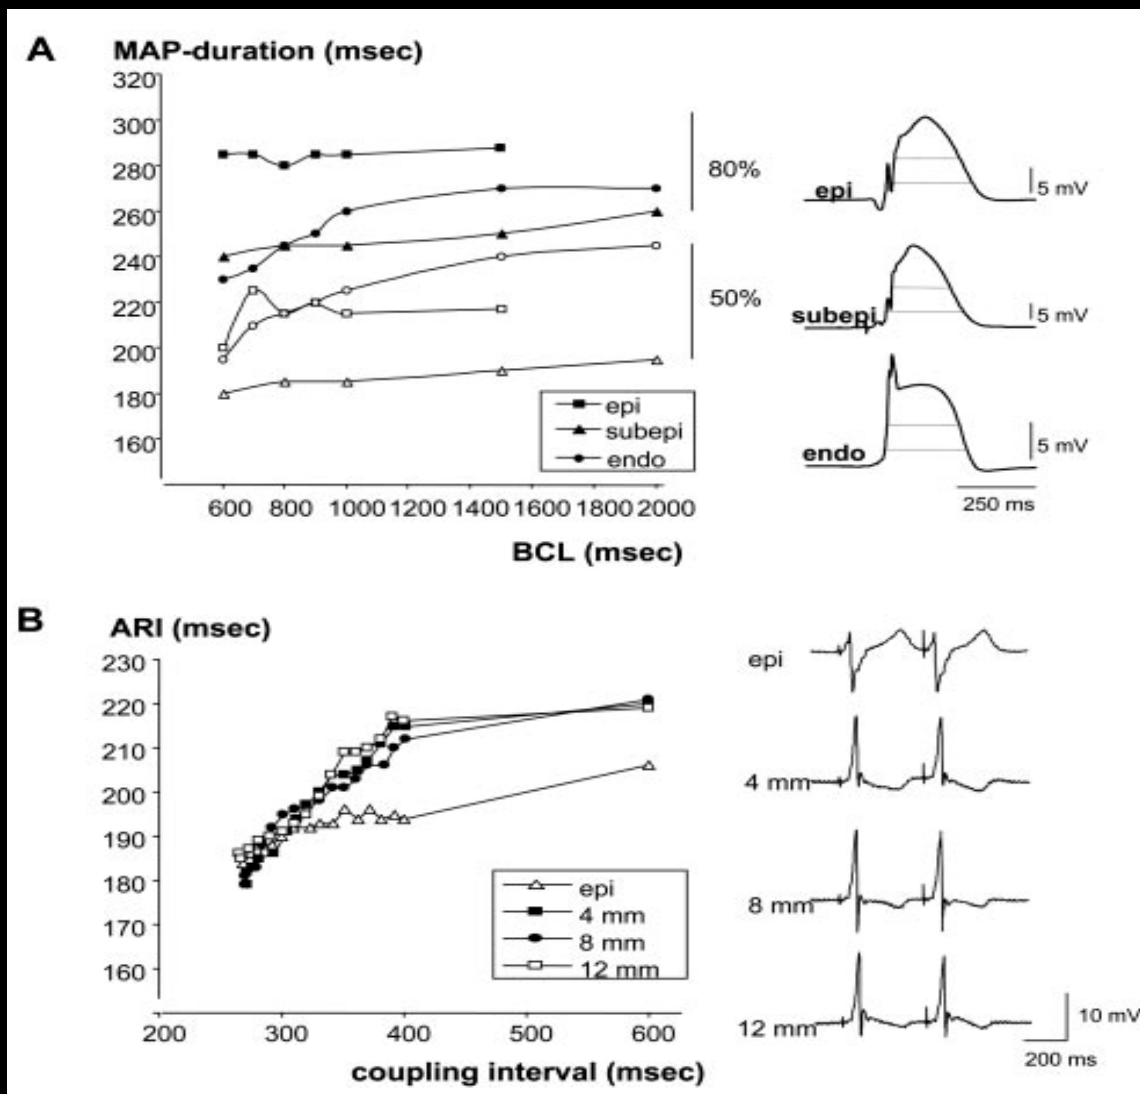 A MAP-duration (msec)
320
300
280
260
240
220
200
180
160
600 800 1000 1200 1400 1600 1800 2000
BCL (msec)
80%
50%
epi
subepi
endo
epi
5 mV
subepi
5 mV
endo
5 mV
250 ms
B ARI (msec)
230
220
210
200
190
180
170
160
200 300 400 500 600
coupling interval (msec)
epi
4 mm
8 mm
12 mm
epi
4 mm
8 mm
12 mm
10 mV
200 ms